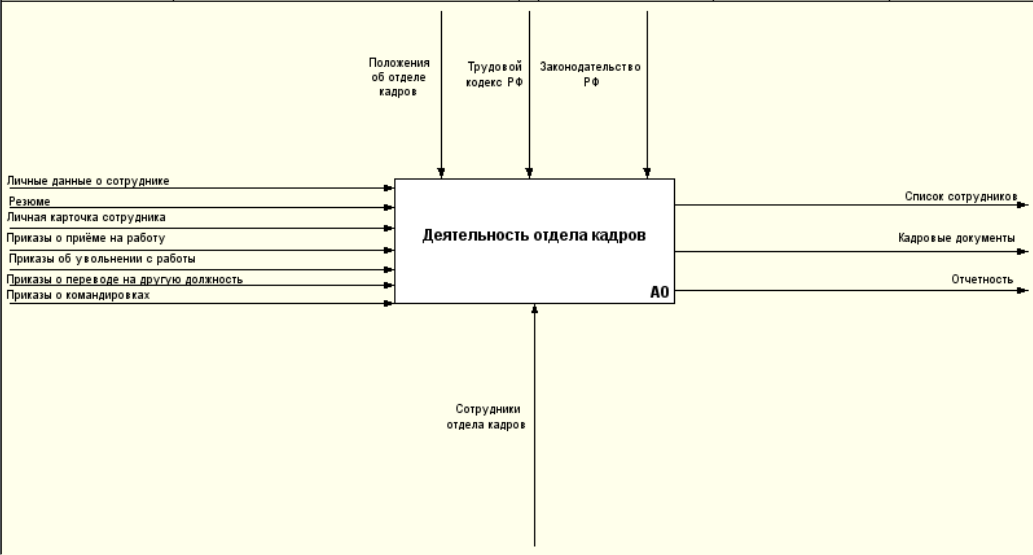 Положения
об отделе
кадров
Трудовой
кодекс РФ
Законодательство
РФ
Личные данные о сотруднике
Резюме
Личная карточка сотрудника
Приказы о приёме на работу
Приказы об увольнении с работы
Приказы о переводе на другую должность
Приказы о командировках
Деятельность отдела кадров
А0
Список сотрудников
Кадровые документы
Отчетность
Сотрудники
отдела кадров